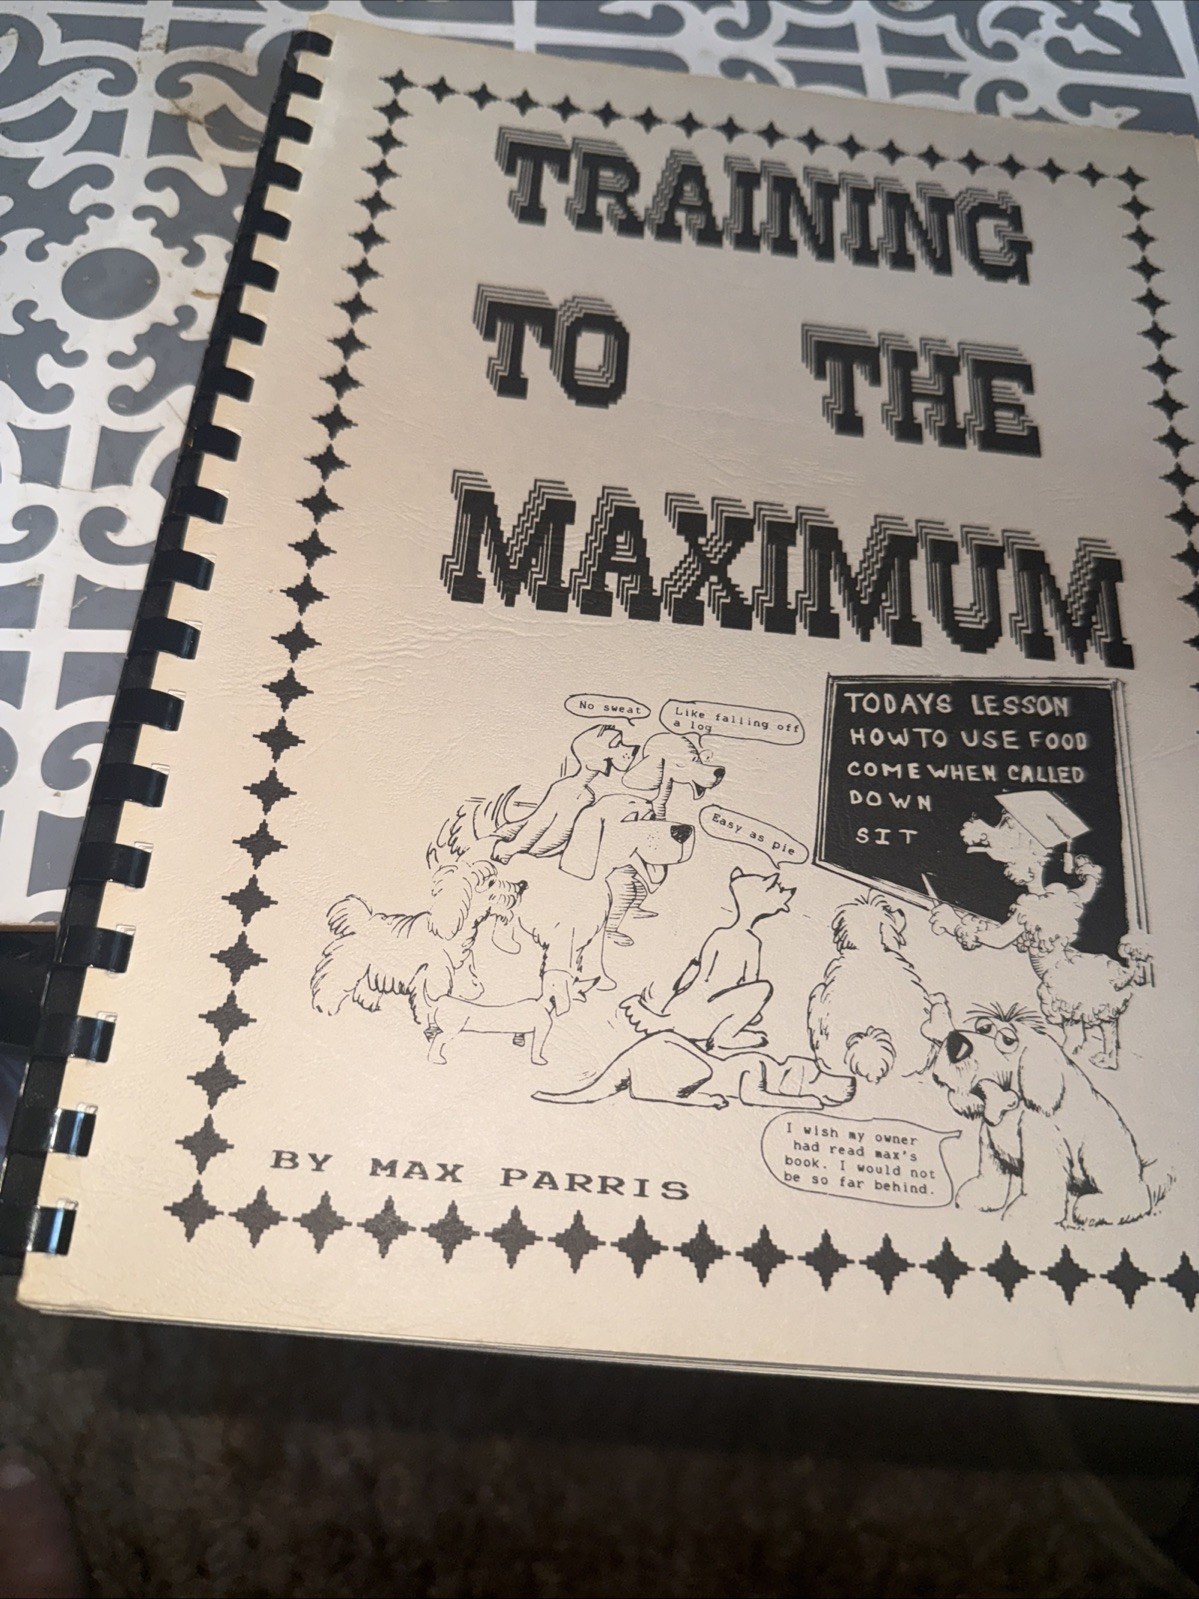 TRAINING
TO THE
MAXIMUM
No sweat
Like falling off
a log
Easy as pie
TODAYS LESSON
HOW TO USE FOOD
COME WHEN CALLED
DOWN
SIT
I wish my owner
had read max's
book. I would not
be so far behind.
BY MAX PARRIS